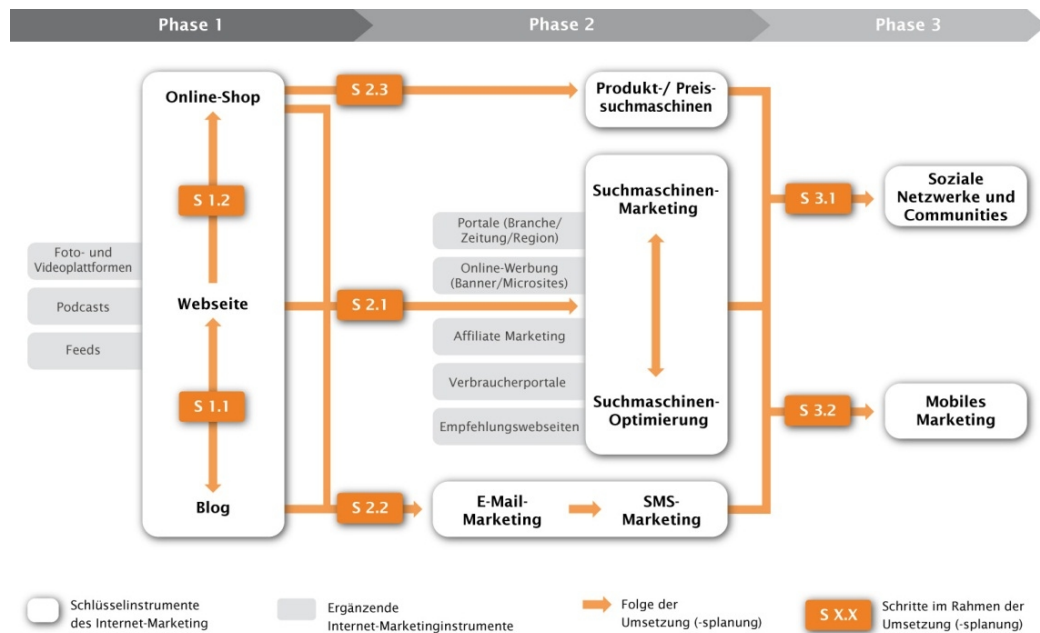 Phase 1
Phase 2
Phase 3
Online-Shop
S 1.2
Foto- und
Videoplattformen
Podcasts
Feeds
Webseite
S 1.1
Blog
S 2.3
S 2.1
S 2.2
Produkt-/ Preis-
suchmaschinen
Suchmaschinen-
Marketing
Portale (Branche/
Zeitung/Region)
Online-Werbung
(Banner/Microsites)
Affiliate Marketing
Verbraucherportale
Empfehlungswebseiten
Suchmaschinen-
Optimierung
E-Mail-
Marketing
SMS-
Marketing
S 3.1
Soziale
Netzwerke und
Communities
S 3.2
Mobiles
Marketing
Schlüsselinstrumente
des Internet-Marketing
Ergänzende
Internet-Marketinginstrumente
Folge der
Umsetzung (-splanung)
S X.X
Schritte im Rahmen der
Umsetzung (-splanung)